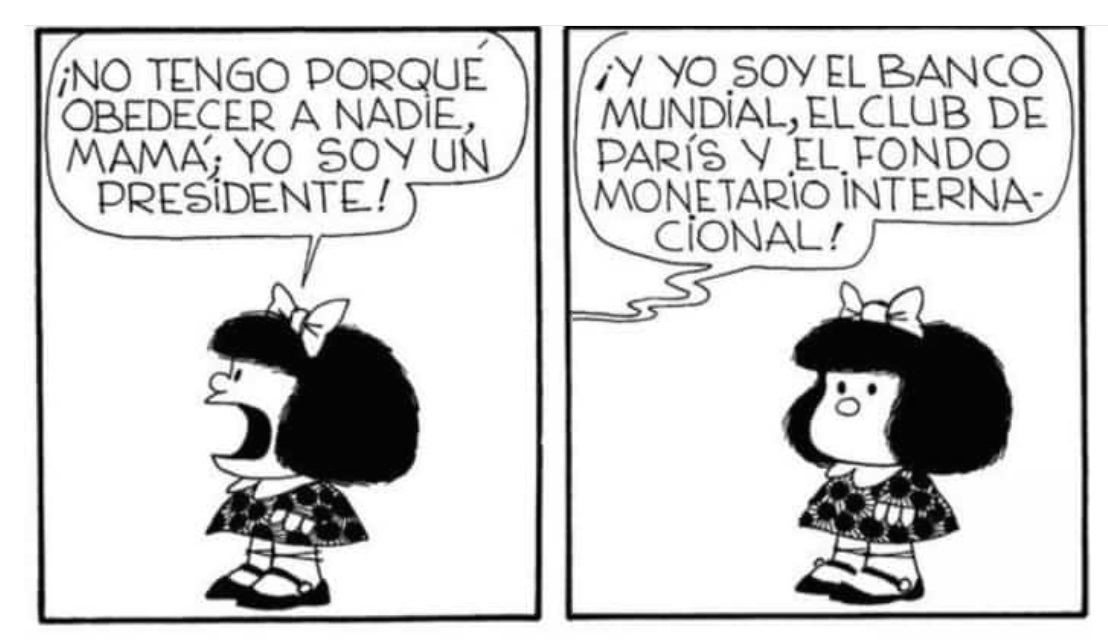 ¡NO TENGO PORQUÉ
OBEDECER A NADIE,
MAMÁ; YO SOY UN
PRESIDENTE!
¡Y YO SOY EL BANCO
MUNDIAL, EL CLUB DE
PARÍS Y EL FONDO
MONETARIO INTERNA-
CIONAL!